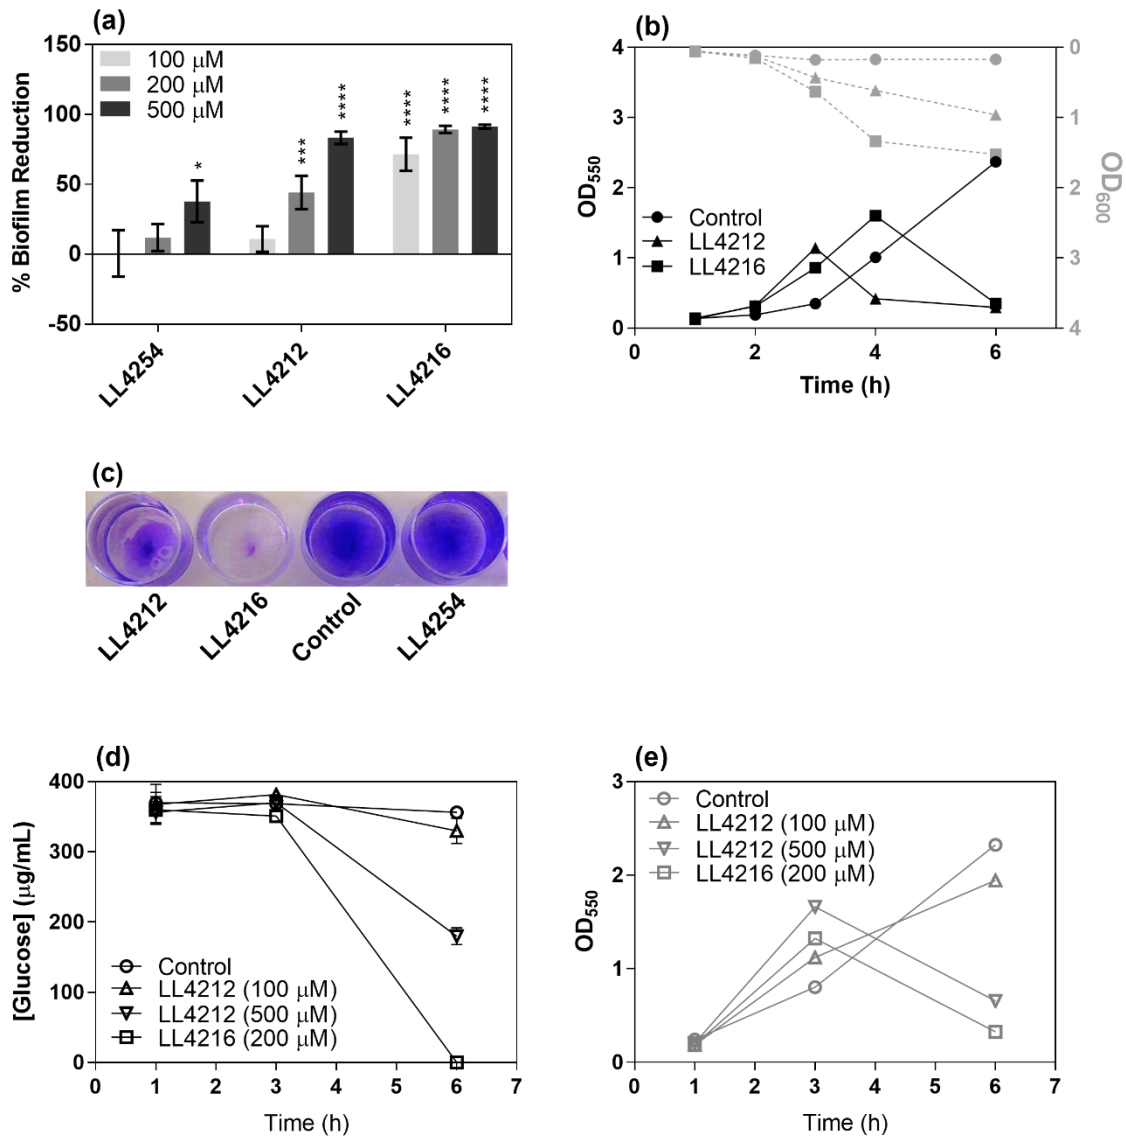 (a)
150
100
50
0
-50
% Biofilm Reduction
100 μM
200 μM
500 μM
*
***
****
****
****
****
LL4254
LL4212
LL4216
(b)
4
3
2
1
0
OD550
0
1
2
3
4
OD600
Control
LL4212
LL4216
0
2
4
6
Time (h)
(c)
LL4212
LL4216
Control
LL4254
(d)
400
300
200
100
0
[Glucose] (μg/mL)
Control
LL4212 (100 μM)
LL4212 (500 μM)
LL4216 (200 μM)
0 1 2 3 4 5 6 7
Time (h)
(e)
3
2
1
0
OD550
Control
LL4212 (100 μM)
LL4212 (500 μM)
LL4216 (200 μM)
0 1 2 3 4 5 6 7
Time (h)